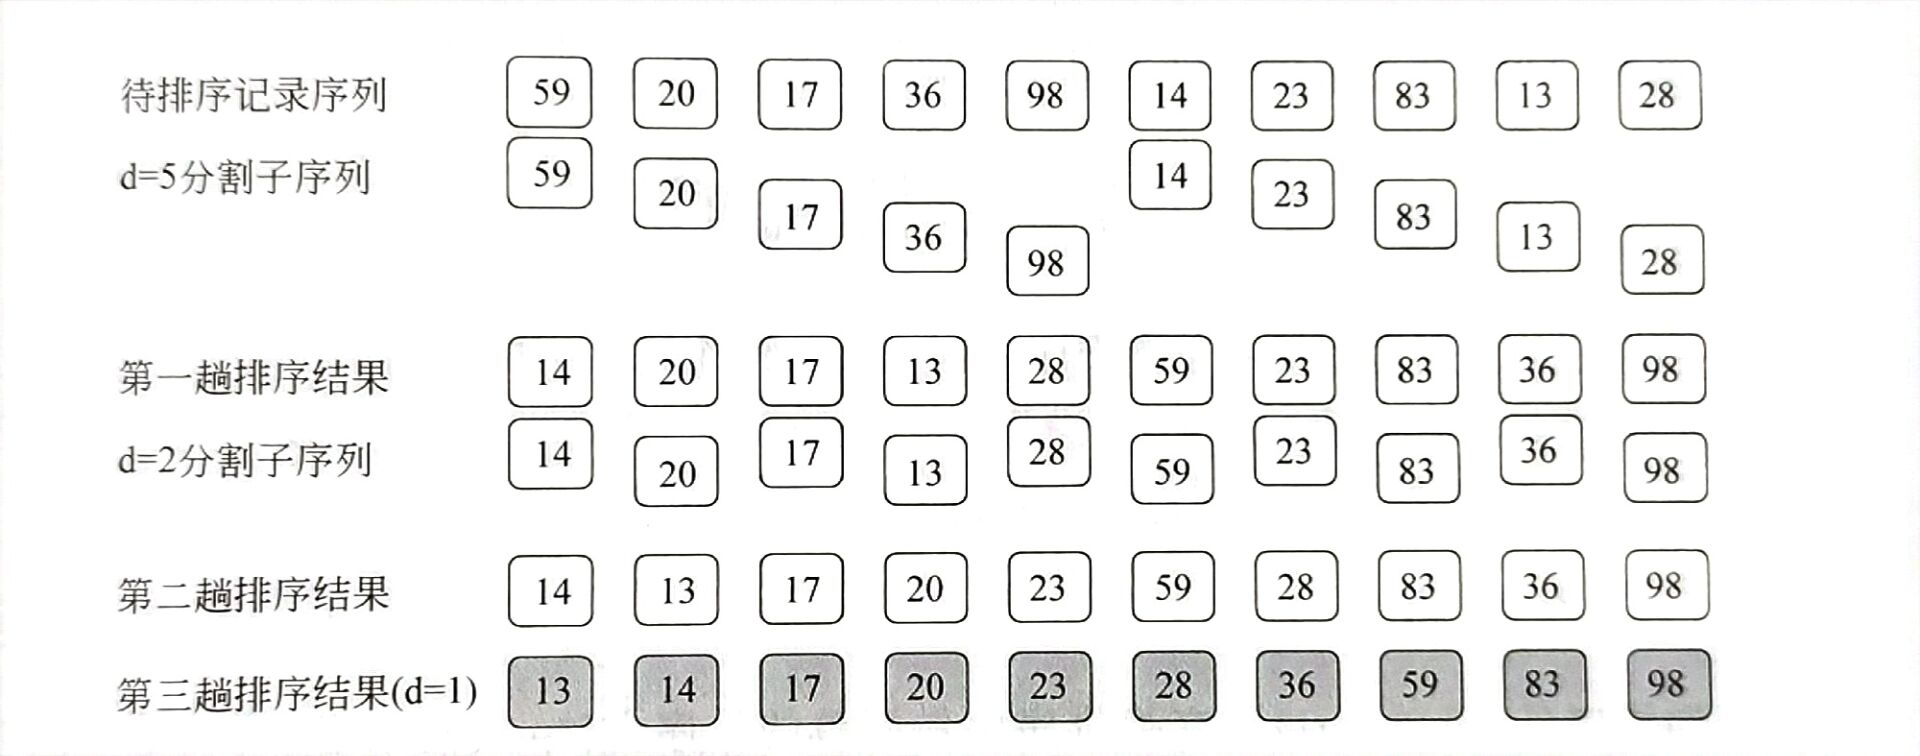 待排序记录序列 59 20 17 36 98 14 23 83 13 28
d=5分割子序列 59 20 17 36 98 14 23 83 13 28
第一趟排序结果 14 20 17 13 28 59 23 83 36 98
d=2分割子序列 14 20 17 13 28 59 23 83 36 98
第二趟排序结果 14 13 17 20 23 59 28 83 36 98
第三趟排序结果(d=1) 13 14 17 20 23 28 36 59 83 98